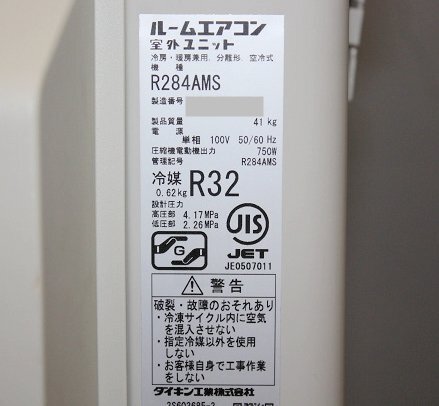 ルームエアコン
室外ユニット
冷房・暖房兼用、分離形、空冷式
機 種
R284AMS
製造番号
製品質量 41 kg
電 源
単相 100V 50/60 Hz
圧縮機電動機出力 750W
管理記号 R284AMS
冷媒 R32
0.62kg
設計圧力
高圧部 4.17MPa
低圧部 2.26MPa
JIS
G
JET
JE0507011
警告
破裂・故障のおそれあり
・冷凍サイクル内に空気
を混入させない
・指定冷媒以外を使用
しない
・お客様自身で工事作業
をしない
ダイキン工業株式会社